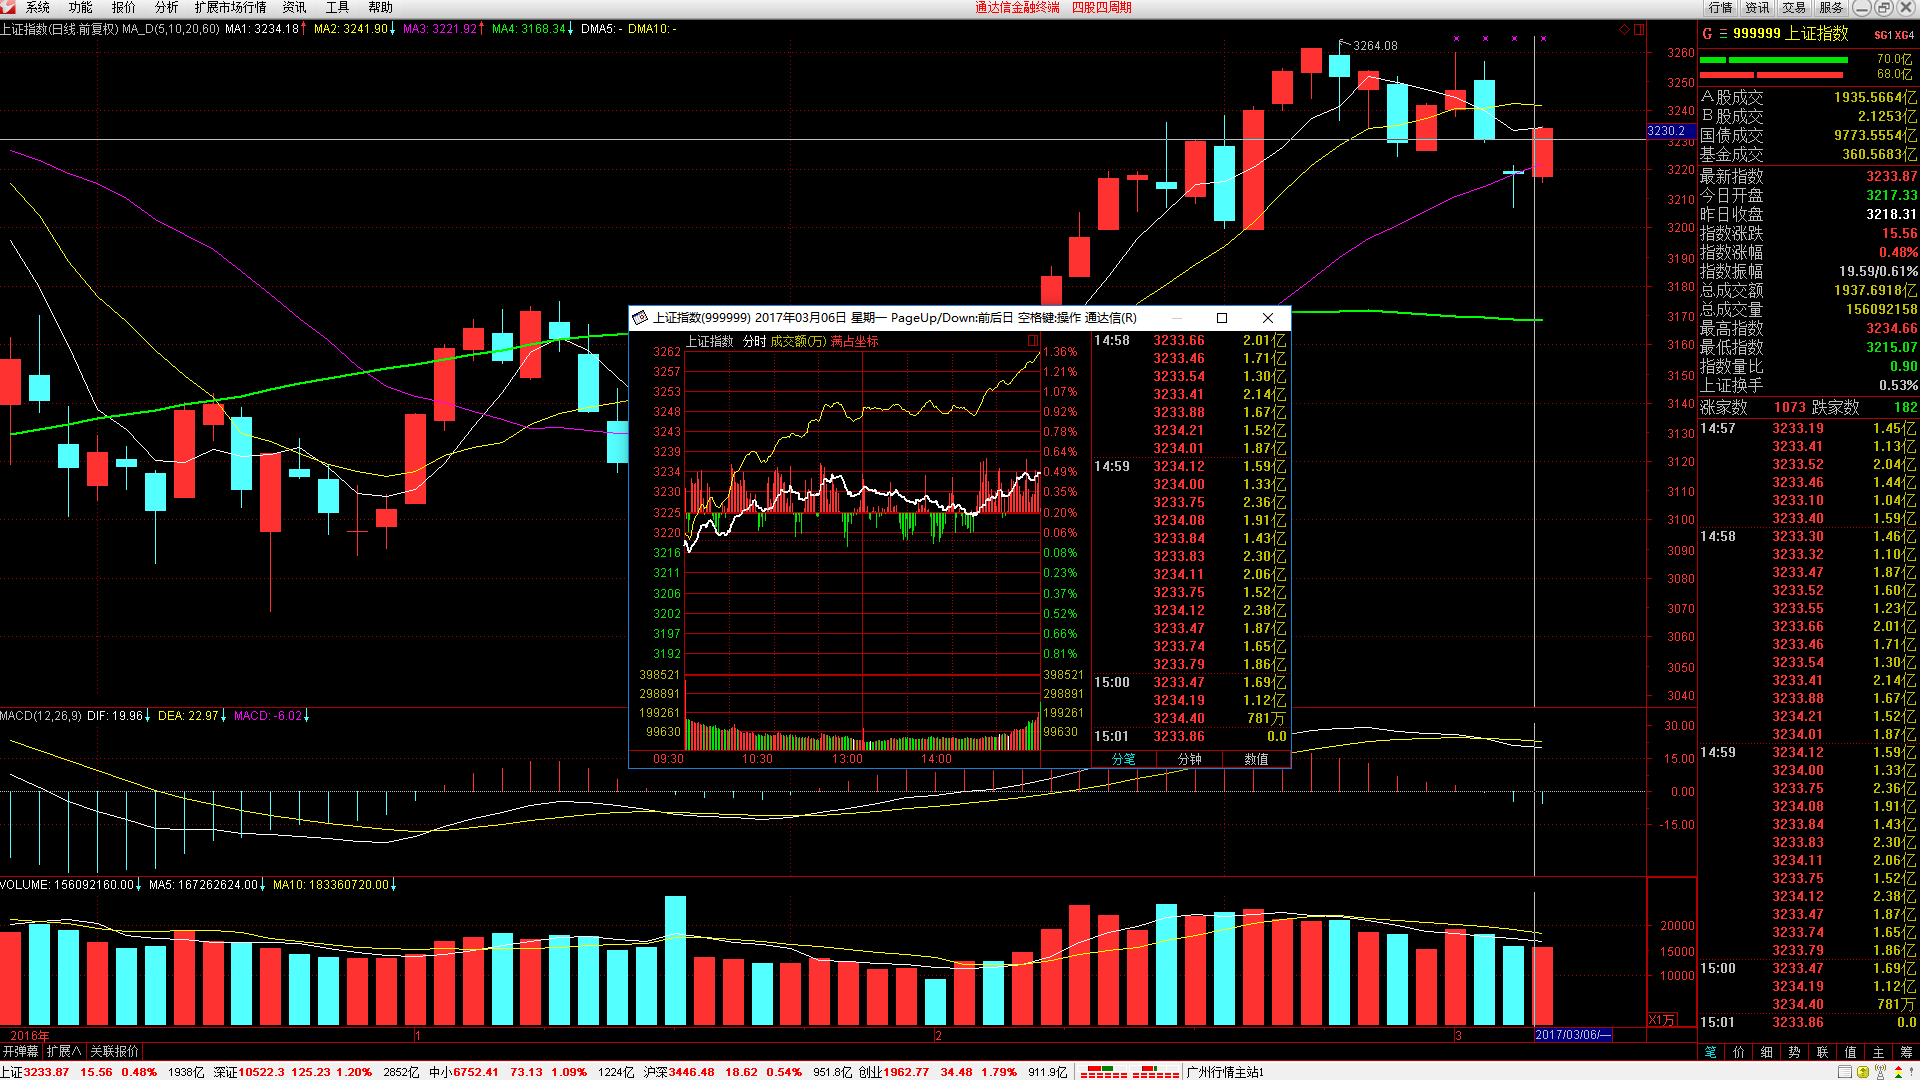 系统 功能 报价 分析 扩展市场行情 资讯 工具 帮助 通达信金融终端 四股四周期 行情 资讯 交易 服务
上证指数(日线.前复权) MA_D(5,10,20,60) MA1: 3234.18↑ MA2: 3241.90↓ MA3: 3221.92↑ MA4: 3168.34↓ DMA5: - DMA10: -
3264.08
3260
3250
3240
3230.2
3230
3220
3210
3200
3190
3180
3170
3160
3150
3140
3130
3120
3110
3100
3090
3080
3070
3060
3050
3040
G 999999 上证指数 SG1 XG4
70.0亿
68.0亿
A股成交 1935.5664亿
B股成交 2.1253亿
国债成交 9773.5554亿
基金成交 360.5683亿
最新指数 3233.87
今日开盘 3217.33
昨日收盘 3218.31
指数涨跌 15.56
指数涨幅 0.48%
指数振幅 19.59/0.61%
总成交额 1937.6918亿
总成交量 156092158
最高指数 3234.66
最低指数 3215.07
指数量比 0.90
上证换手 0.53%
涨家数 1073 跌家数 182
14:57 3233.19 1.45亿
3233.41 1.13亿
3233.52 2.04亿
3233.46 1.44亿
3233.10 1.04亿
3233.40 1.59亿
14:58 3233.30 1.46亿
3233.32 1.10亿
3233.47 1.87亿
3233.52 1.60亿
3233.55 1.23亿
3233.66 2.01亿
3233.46 1.71亿
3233.54 1.30亿
3233.41 2.14亿
3233.88 1.67亿
3234.21 1.52亿
3234.01 1.87亿
14:59 3234.12 1.59亿
3234.00 1.33亿
3233.75 2.36亿
3234.08 1.91亿
3233.84 1.43亿
3233.83 2.30亿
3234.11 2.06亿
3233.75 1.52亿
3234.12 2.38亿
3233.47 1.87亿
3233.74 1.65亿
3233.79 1.86亿
15:00 3233.47 1.69亿
3234.19 1.12亿
3234.40 781万
15:01 3233.86 0.0
笔 价 细 势 联 值 主 筹
上证指数(999999) 2017年03月06日 星期一 PageUp/Down:前后日 空格键:操作 通达信(R)
上证指数 分时 成交额(万) 满占坐标
3262 1.36%
3257 1.21%
3253 1.07%
3248 0.92%
3243 0.78%
3239 0.64%
3234 0.49%
3230 0.35%
3225 0.20%
3220 0.06%
3216 0.08%
3211 0.23%
3206 0.37%
3202 0.52%
3197 0.66%
3192 0.81%
398521 398521
298891 298891
199261 199261
99630 99630
09:30 10:30 13:00 14:00
14:58 3233.66 2.01亿
3233.46 1.71亿
3233.54 1.30亿
3233.41 2.14亿
3233.88 1.67亿
3234.21 1.52亿
3234.01 1.87亿
14:59 3234.12 1.59亿
3234.00 1.33亿
3233.75 2.36亿
3234.08 1.91亿
3233.84 1.43亿
3233.83 2.30亿
3234.11 2.06亿
3233.75 1.52亿
3234.12 2.38亿
3233.47 1.87亿
3233.74 1.65亿
3233.79 1.86亿
15:00 3233.47 1.69亿
3234.19 1.12亿
3234.40 781万
15:01 3233.86 0.0
分笔 分钟 数值
MACD(12,26,9) DIF: 19.96↓ DEA: 22.97↓ MACD: -6.02↓
30.00
15.00
0.00
-15.00
VOLUME: 156092160.00↓ MA5: 167262624.00↓ MA10: 183360720.00↓
20000
15000
10000
X1万
2016年 1 2 3 2017/03/06/一
开弹幕 扩展∧ 关联报价
上证3233.87 15.56 0.48% 1938亿 深证10522.3 125.23 1.20% 2852亿 中小6752.41 73.13 1.09% 1224亿 沪深3446.48 18.62 0.54% 951.8亿 创业1962.77 34.48 1.79% 911.9亿 广州行情主站1